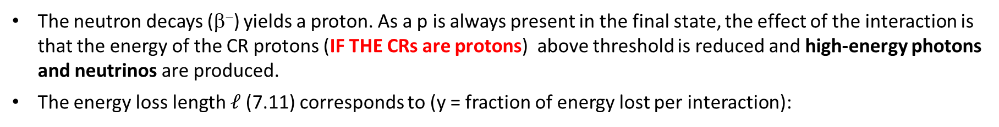 • The neutron decays (β⁻) yields a proton. As a p is always present in the final state, the effect of the interaction is
that the energy of the CR protons (IF THE CRs are protons) above threshold is reduced and high-energy photons
and neutrinos are produced.
• The energy loss length ℓ (7.11) corresponds to (y = fraction of energy lost per interaction):